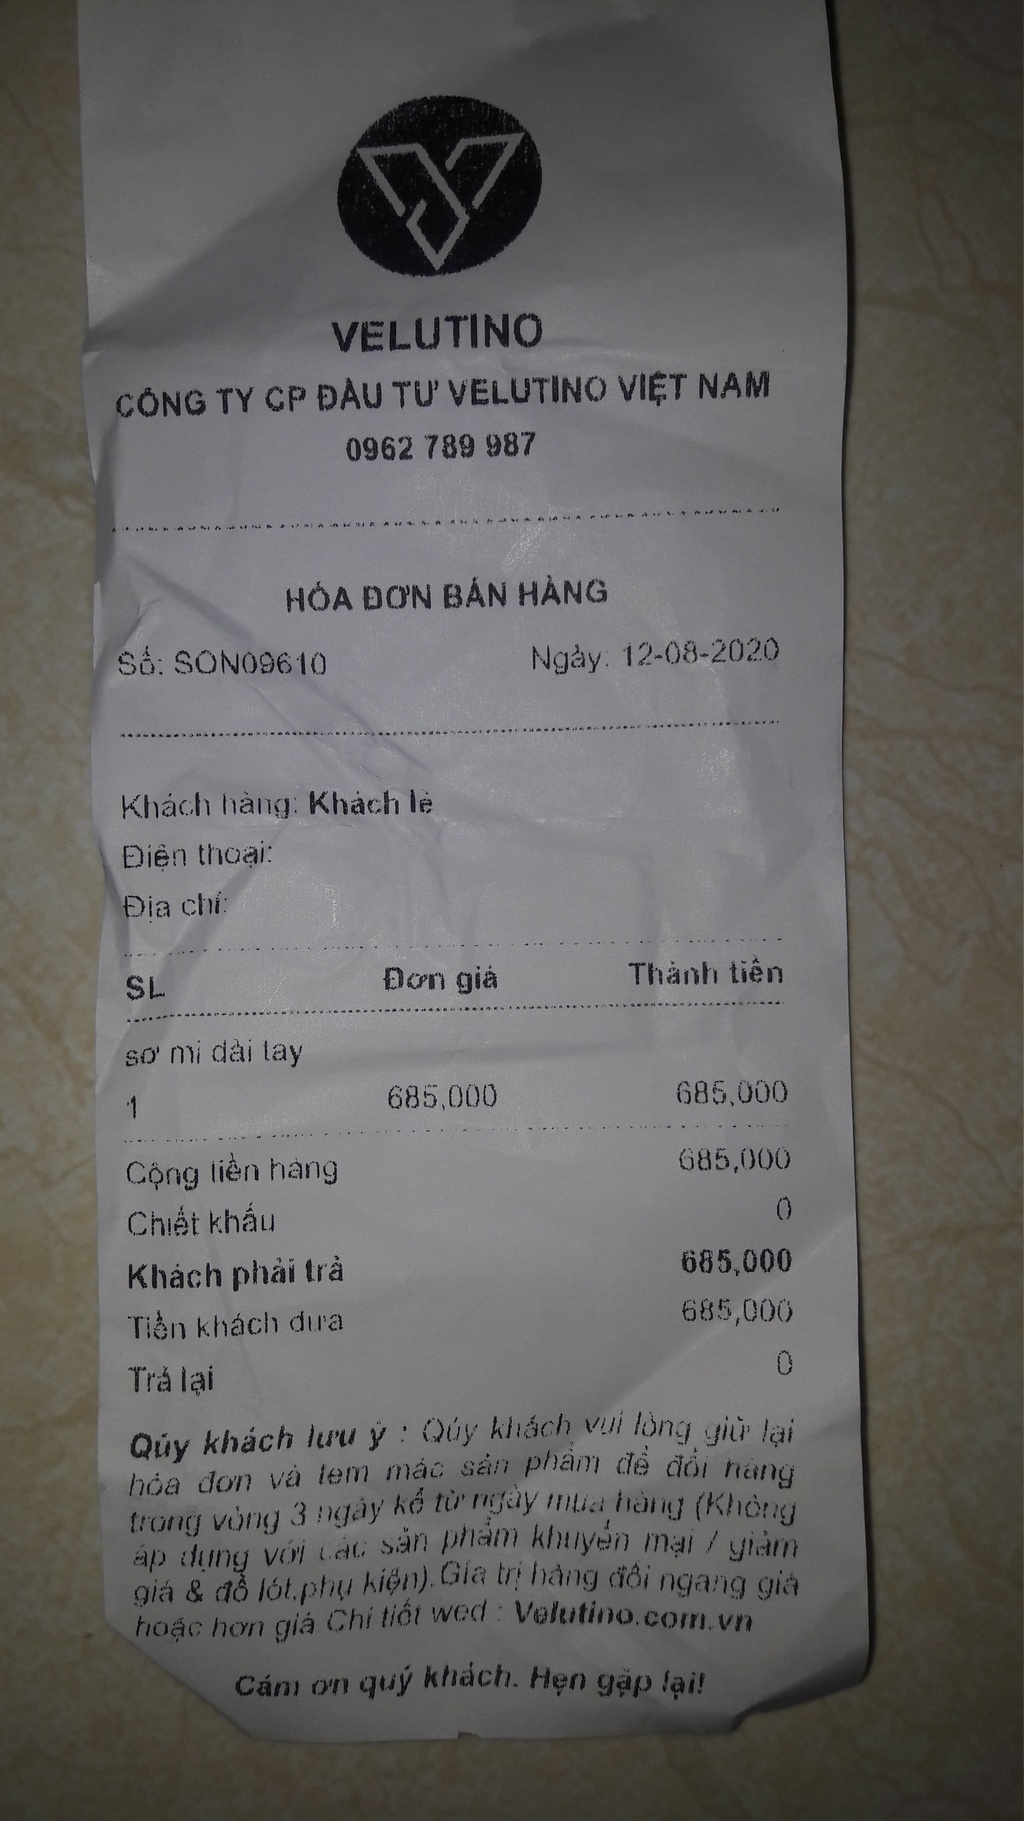 VELUTINO
CÔNG TY CP ĐẦU TƯ VELUTINO VIỆT NAM
0962 789 987
HÓA ĐƠN BÁN HÀNG
Số: SON09610 Ngày: 12-08-2020
Khách hàng: Khách lẻ
Điện thoại:
Địa chỉ:
SL Đơn giá Thành tiền
sơ mi dài tay
1 685,000 685,000
Cộng tiền hàng 685,000
Chiết khấu 0
Khách phải trả 685,000
Tiền khách đưa 685,000
Trả lại 0
Qúy khách lưu ý : Qúy khách vui lòng giữ lại
hóa đơn và tem mác sản phẩm để đổi hàng
trong vòng 3 ngày kể từ ngày mua hàng (Không
áp dụng với các sản phẩm khuyến mại / giảm
giá & đồ lót,phụ kiện).Gía trị hàng đổi ngang giá
hoặc hơn giá Chi tiết wed : Velutino.com.vn
Cám ơn quý khách. Hẹn gặp lại!